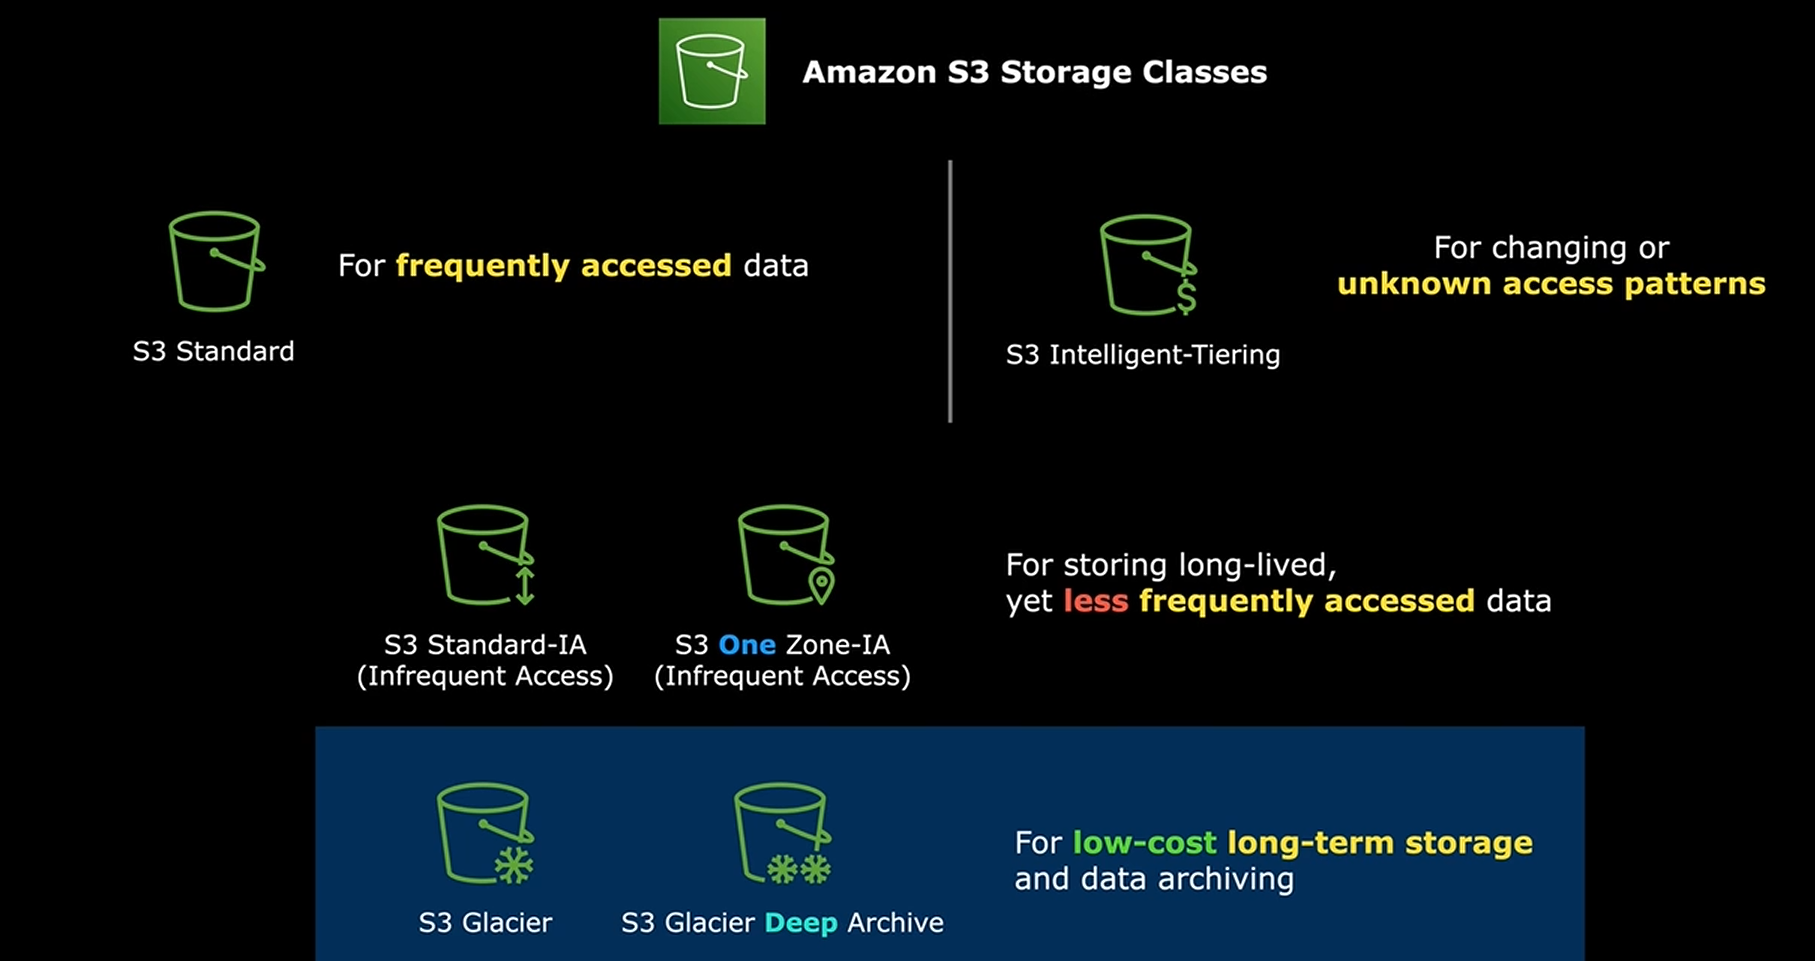 Amazon S3 Storage Classes
For frequently accessed data
S3 Standard
For changing or
unknown access patterns
S3 Intelligent-Tiering
S3 Standard-IA
(Infrequent Access)
S3 One Zone-IA
(Infrequent Access)
For storing long-lived,
yet less frequently accessed data
S3 Glacier
S3 Glacier Deep Archive
For low-cost long-term storage
and data archiving